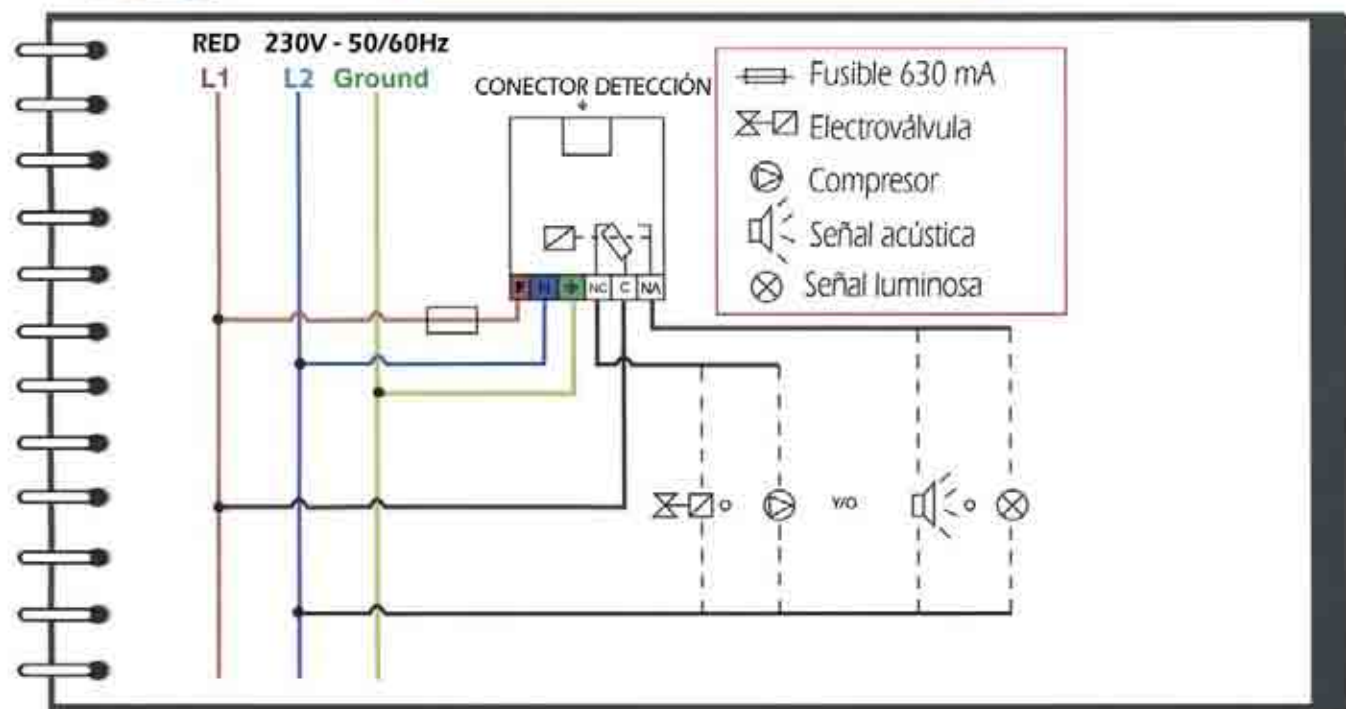 RED 230V - 50/60Hz
L1 L2 Ground
CONECTOR DETECCIÓN
Fusible 630 mA
Electroválvula
Compresor
Señal acústica
Señal luminosa
F N NC C NA
Y/O